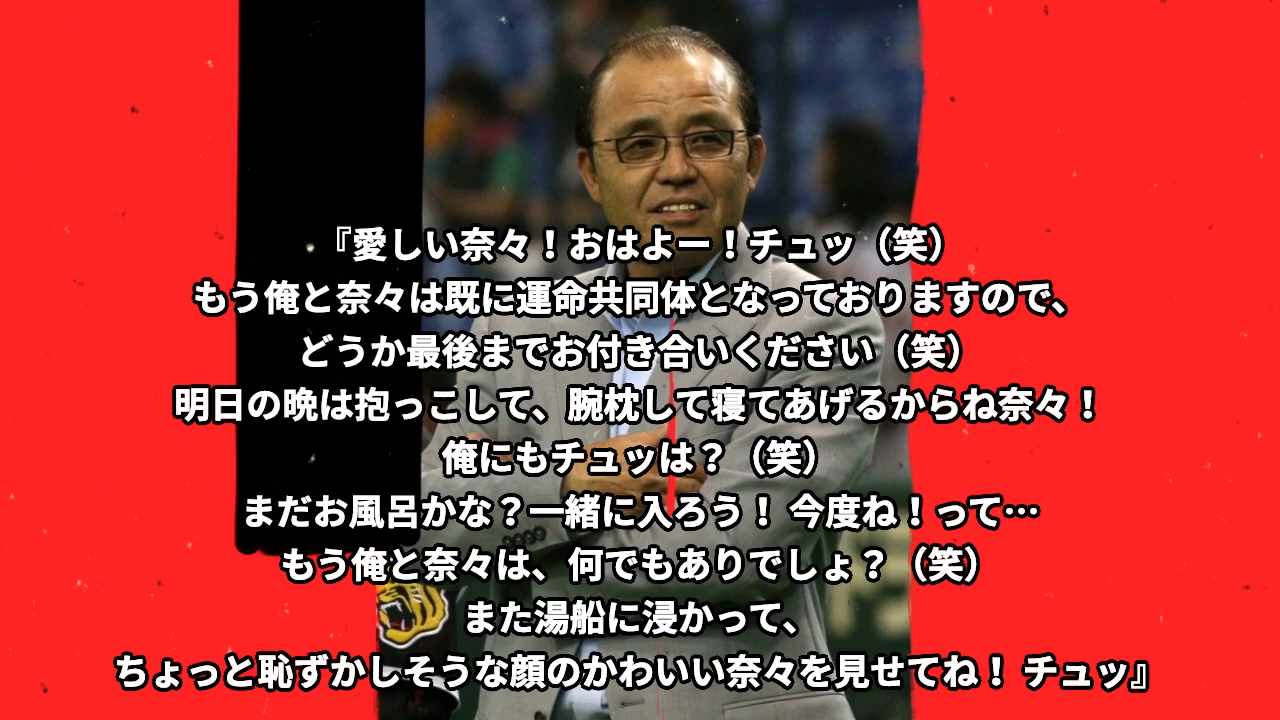 『愛しい奈々！おはよー！チュッ（笑）
もう俺と奈々は既に運命共同体となっておりますので、
どうか最後までお付き合いください（笑）
明日の晩は抱っこして、腕枕して寝てあげるからね奈々！
俺にもチュッは？（笑）
まだお風呂かな？一緒に入ろう！ 今度ね！って…
もう俺と奈々は、何でもありでしょ？（笑）
また湯船に浸かって、
ちょっと恥ずかしそうな顔のかわいい奈々を見せてね！ チュッ』